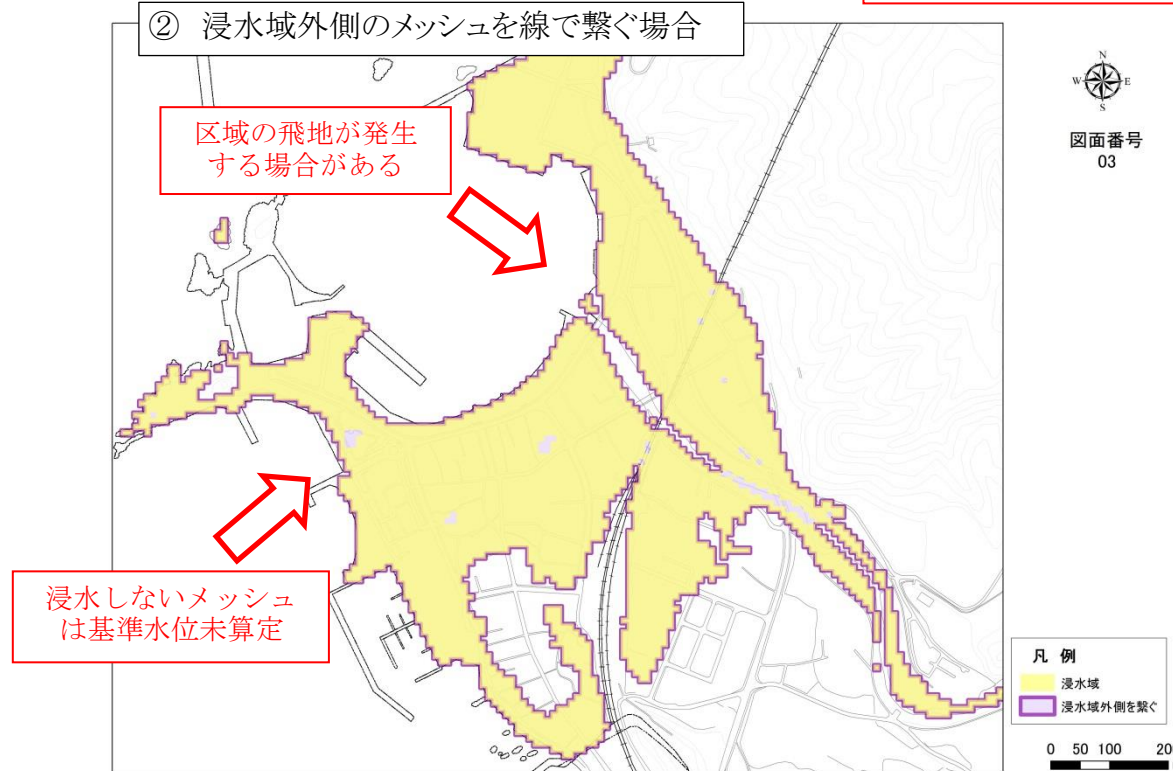 ② 浸水域外側のメッシュを線で繋ぐ場合
区域の飛地が発生
する場合がある
N
W E
S
図面番号
03
浸水しないメッシュ
は基準水位未算定
凡 例
浸水域
浸水域外側を繋ぐ
0 50 100 20